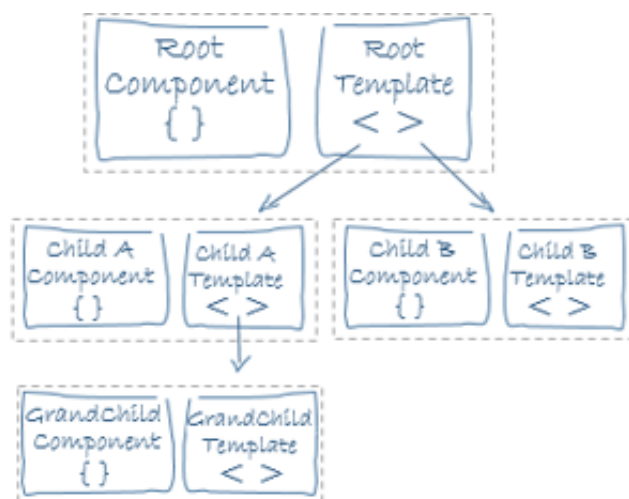 Root
Component
{ }
Root
Template
< >
Child A
Component
{ }
Child A
Template
< >
Child B
Component
{ }
Child B
Template
< >
GrandChild
Component
{ }
GrandChild
Template
< >